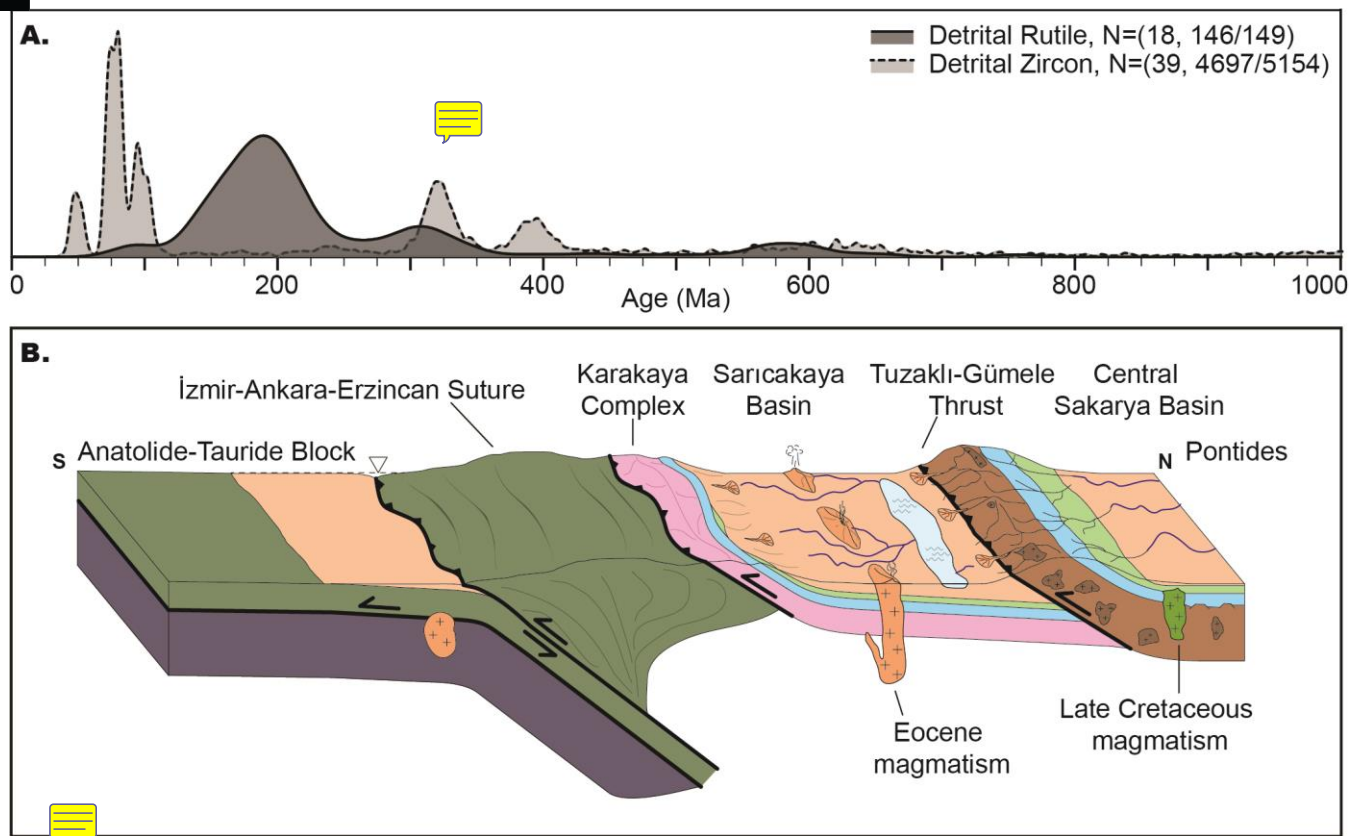 A.
Detrital Rutile, N=(18, 146/149)
Detrital Zircon, N=(39, 4697/5154)
0 200 400 600 800 1000
Age (Ma)
B.
İzmir-Ankara-Erzincan Suture
Karakaya
Complex
Sarıcakaya
Basin
Tuzaklı-Gümele
Thrust
Central
Sakarya Basin
S Anatolide-Tauride Block
N Pontides
Eocene
magmatism
Late Cretaceous
magmatism